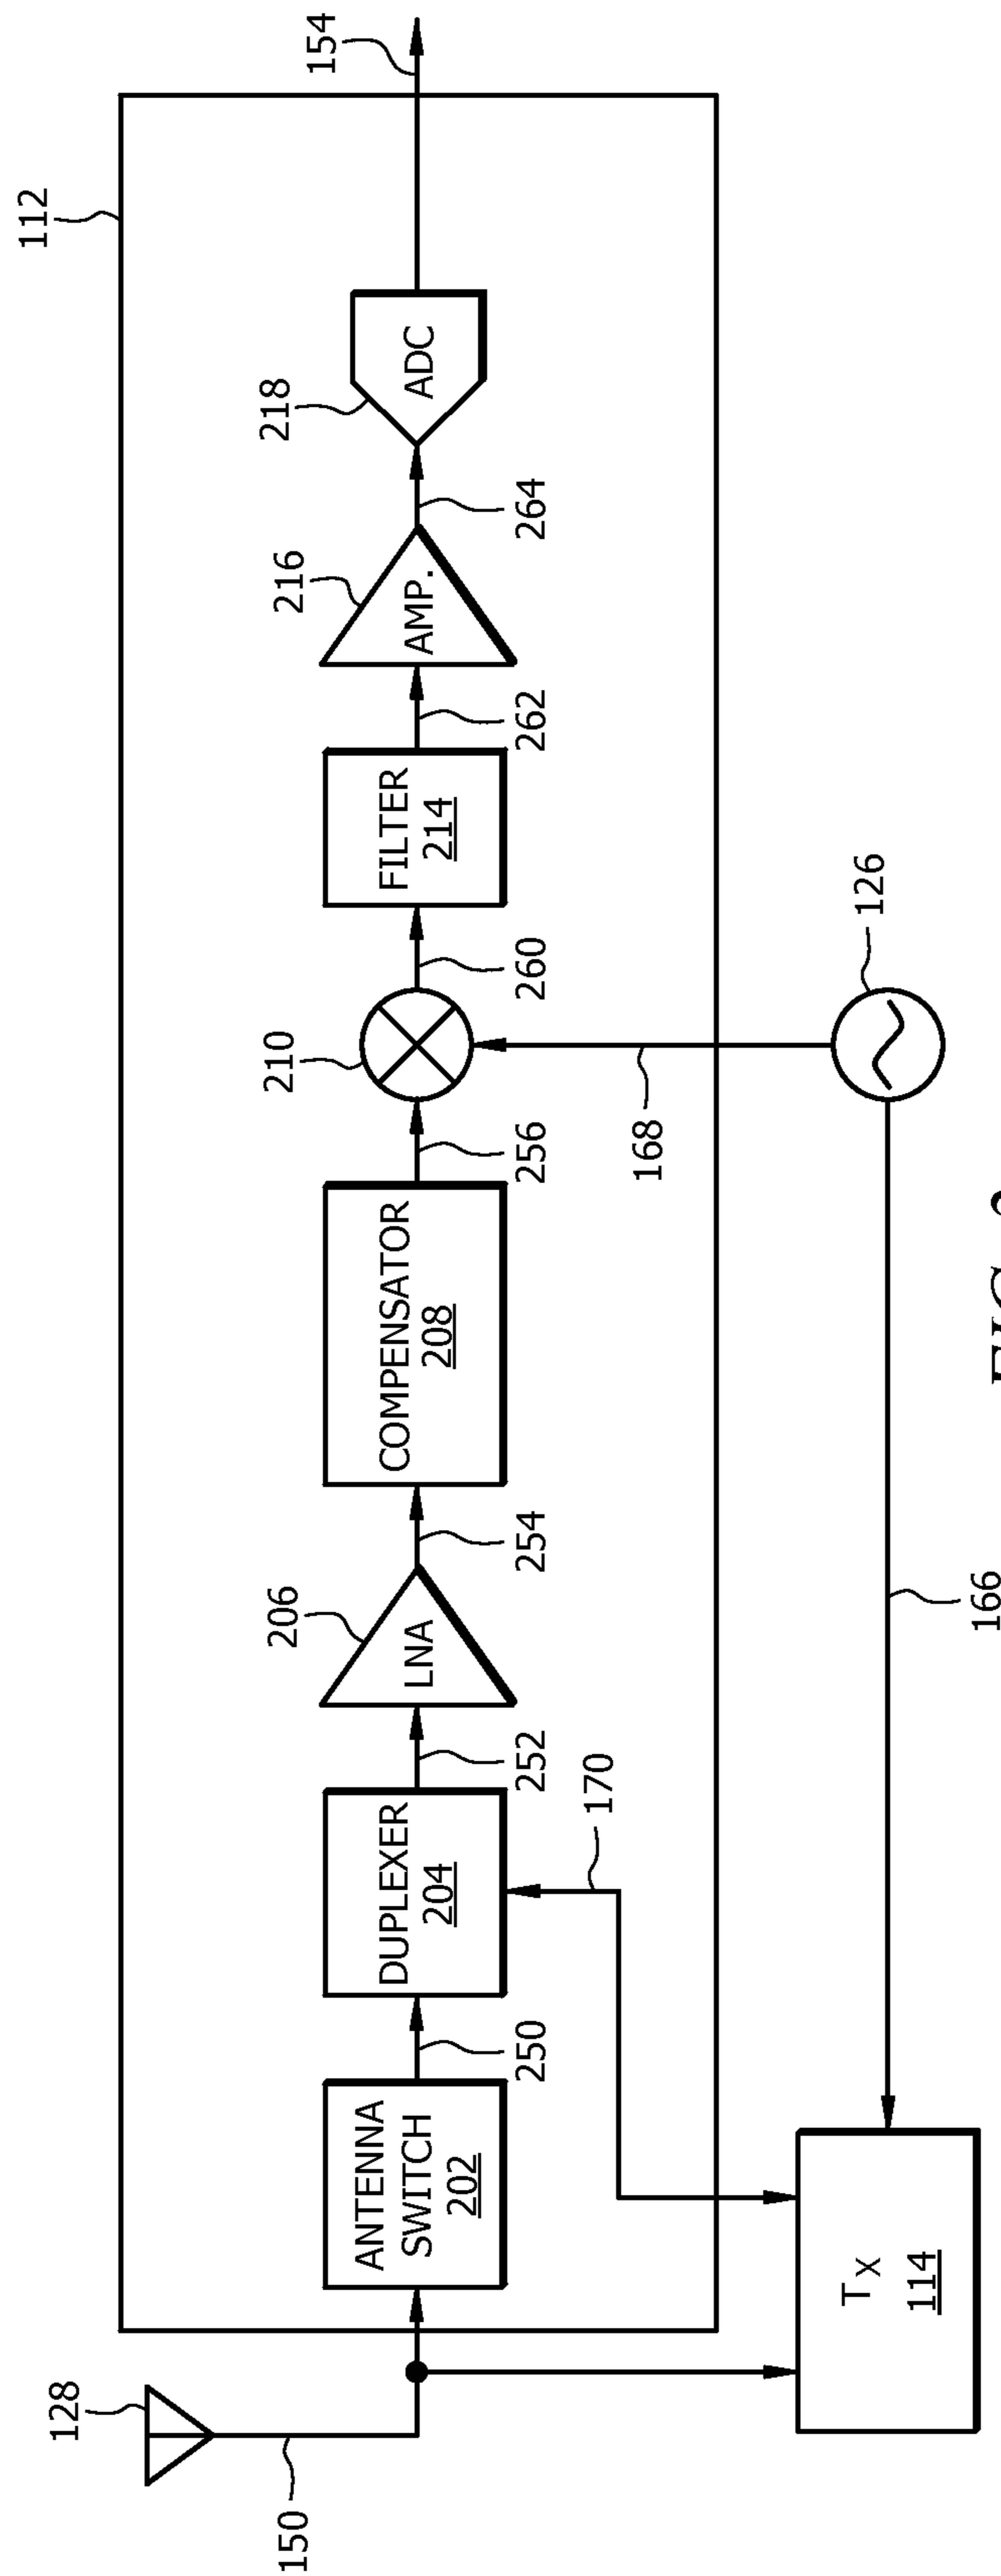 112
154
128
150
ANTENNA
SWITCH
202
250
DUPLEXER
204
252
206
LNA
254
COMPENSATOR
208
256
210
260
FILTER
214
262
216
AMP.
264
218
ADC
170
168
126
TX
114
166
FIG.